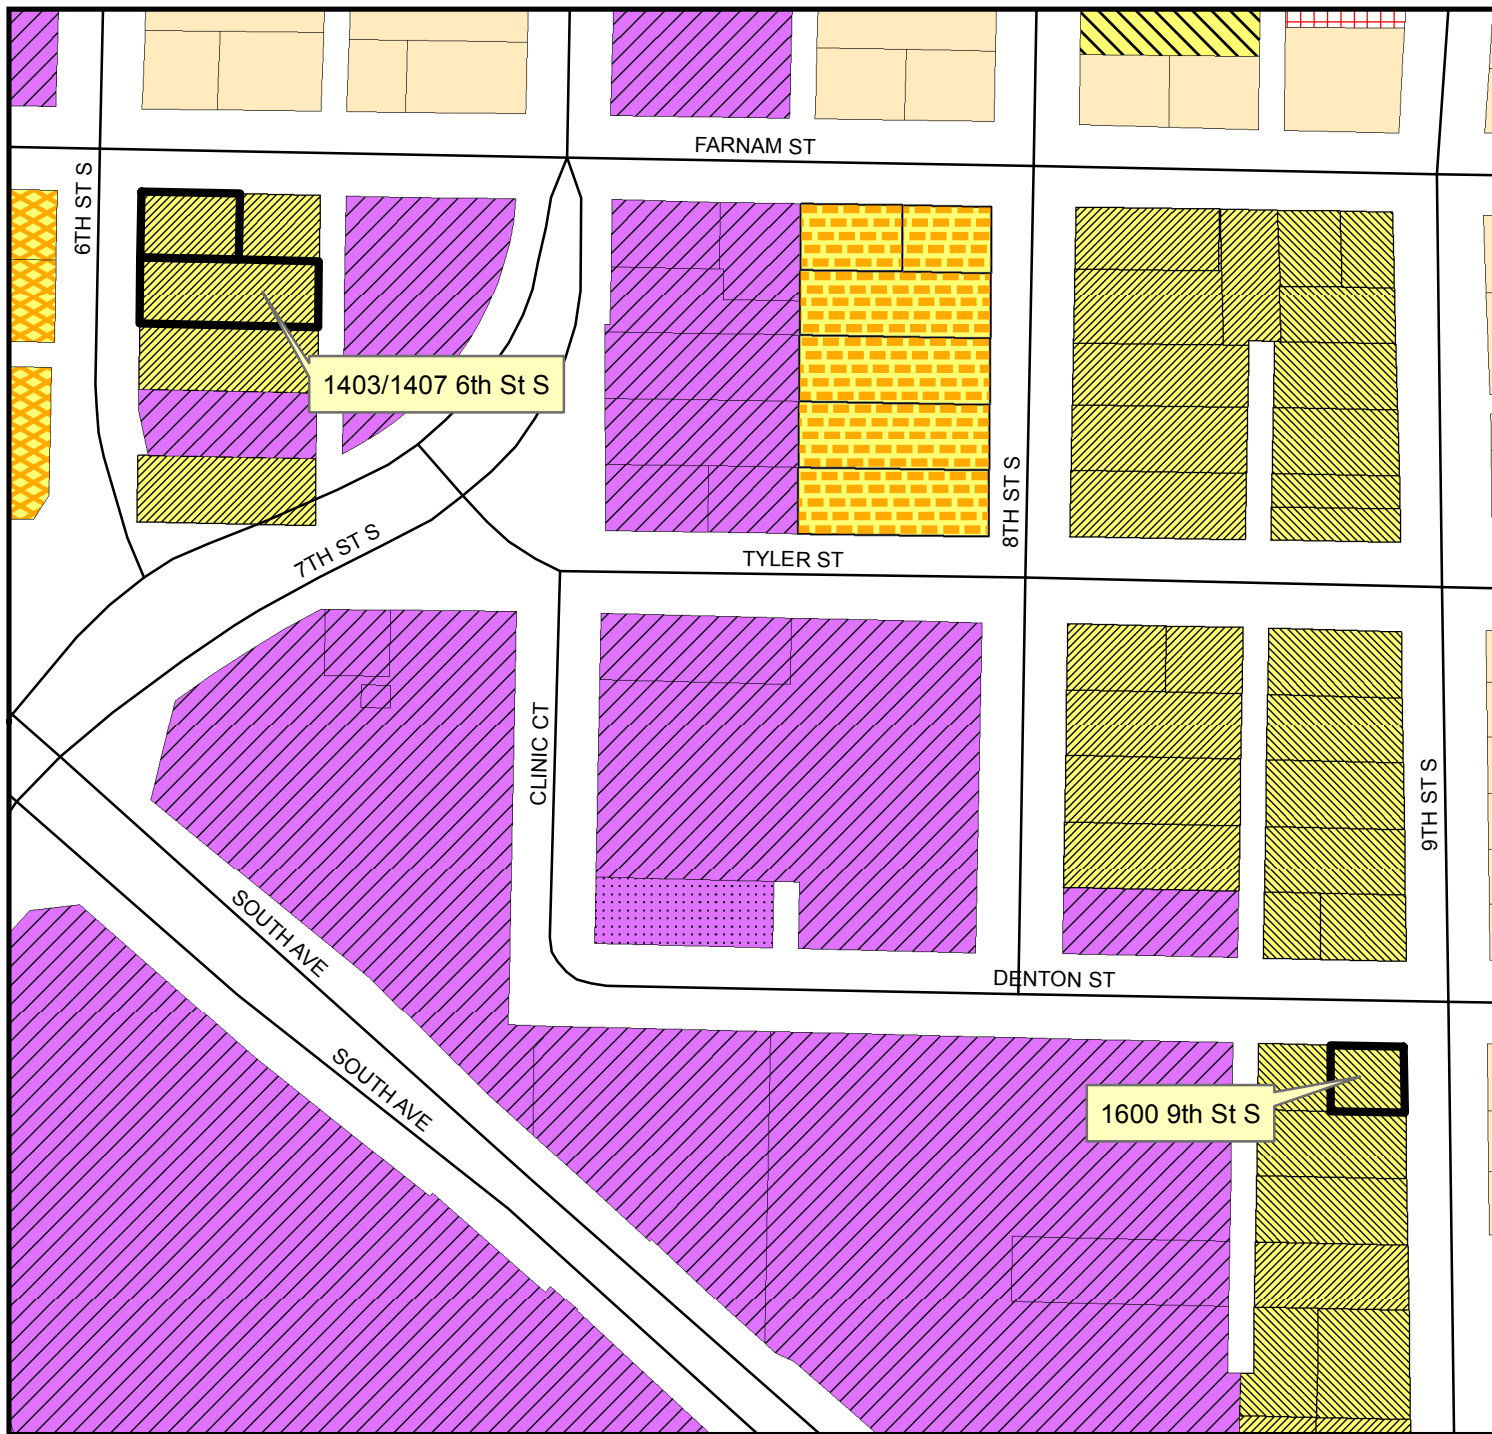 FARNAM ST
6TH ST S
1403/1407 6th St S
8TH ST S
7TH ST S
TYLER ST
CLINIC CT
9TH ST S
SOUTH AVE
DENTON ST
SOUTH AVE
1600 9th St S